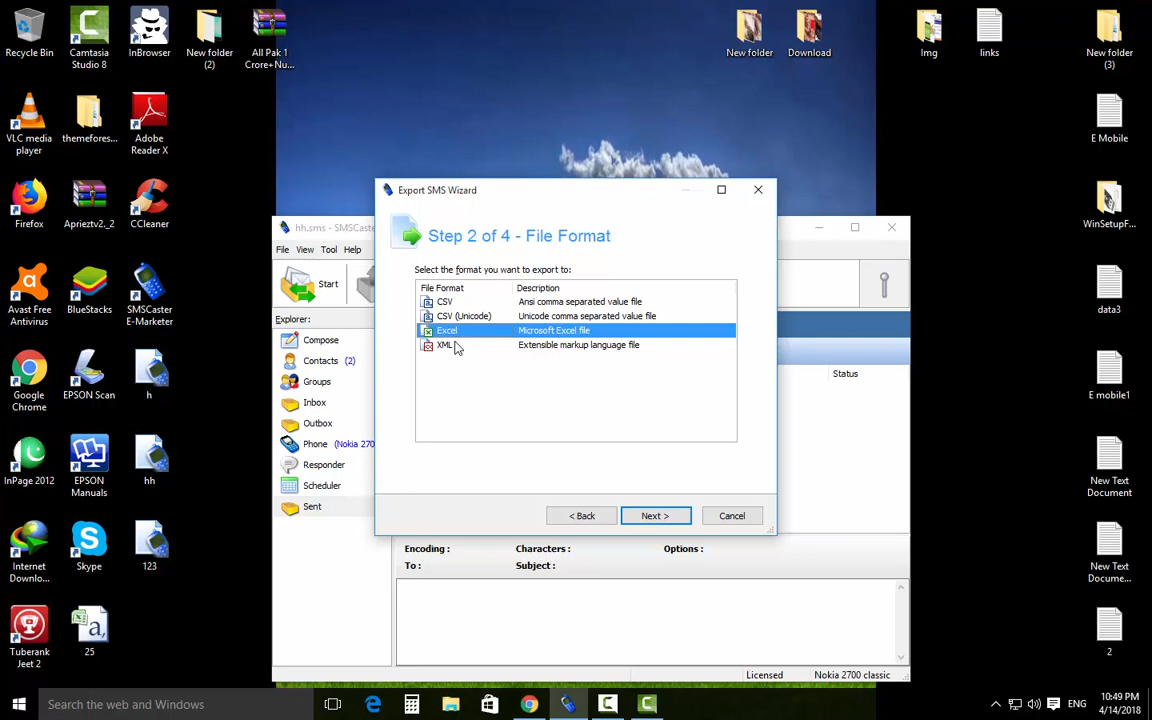 Recycle Bin
Camtasia
Studio 8
InBrowser
New folder
(2)
All Pak 1
Crore+Nu...
New folder
Download
Img
links
New folder
(3)
VLC media
player
themefores...
Adobe
Reader X
E Mobile
Firefox
Aprieztv2._2
CCleaner
WinSetupF...
Avast Free
Antivirus
BlueStacks
SMSCaster
E-Marketer
data3
Google
Chrome
EPSON Scan
h
E mobile1
InPage 2012
EPSON
Manuals
hh
New Text
Document
Internet
Downlo...
Skype
123
New Text
Docume...
Tuberank
Jeet 2
25
2
hh.sms - SMSCaster
File View Tool Help
Start
Explorer:
Compose
Contacts (2)
Groups
Inbox
Outbox
Phone (Nokia 270
Responder
Scheduler
Sent
Status
Export SMS Wizard
Step 2 of 4 - File Format
Select the format you want to export to:
File Format Description
CSV Ansi comma separated value file
CSV (Unicode) Unicode comma separated value file
Excel Microsoft Excel file
XML Extensible markup language file
< Back Next > Cancel
Encoding : Characters : Options :
To : Subject :
Licensed Nokia 2700 classic
Search the web and Windows
ENG
10:49 PM
4/14/2018